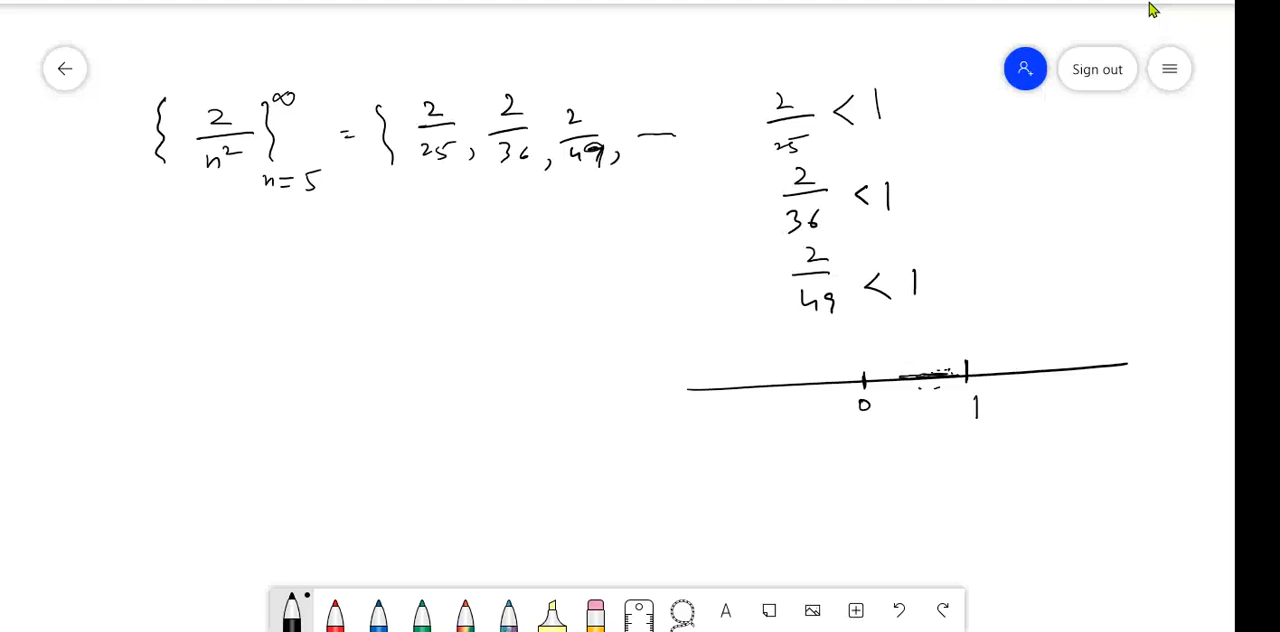 Sign out
{ 2/n² }∞ n=5 = { 2/25, 2/36, 2/49, —
2/25 < 1
2/36 < 1
2/49 < 1
0 1
A